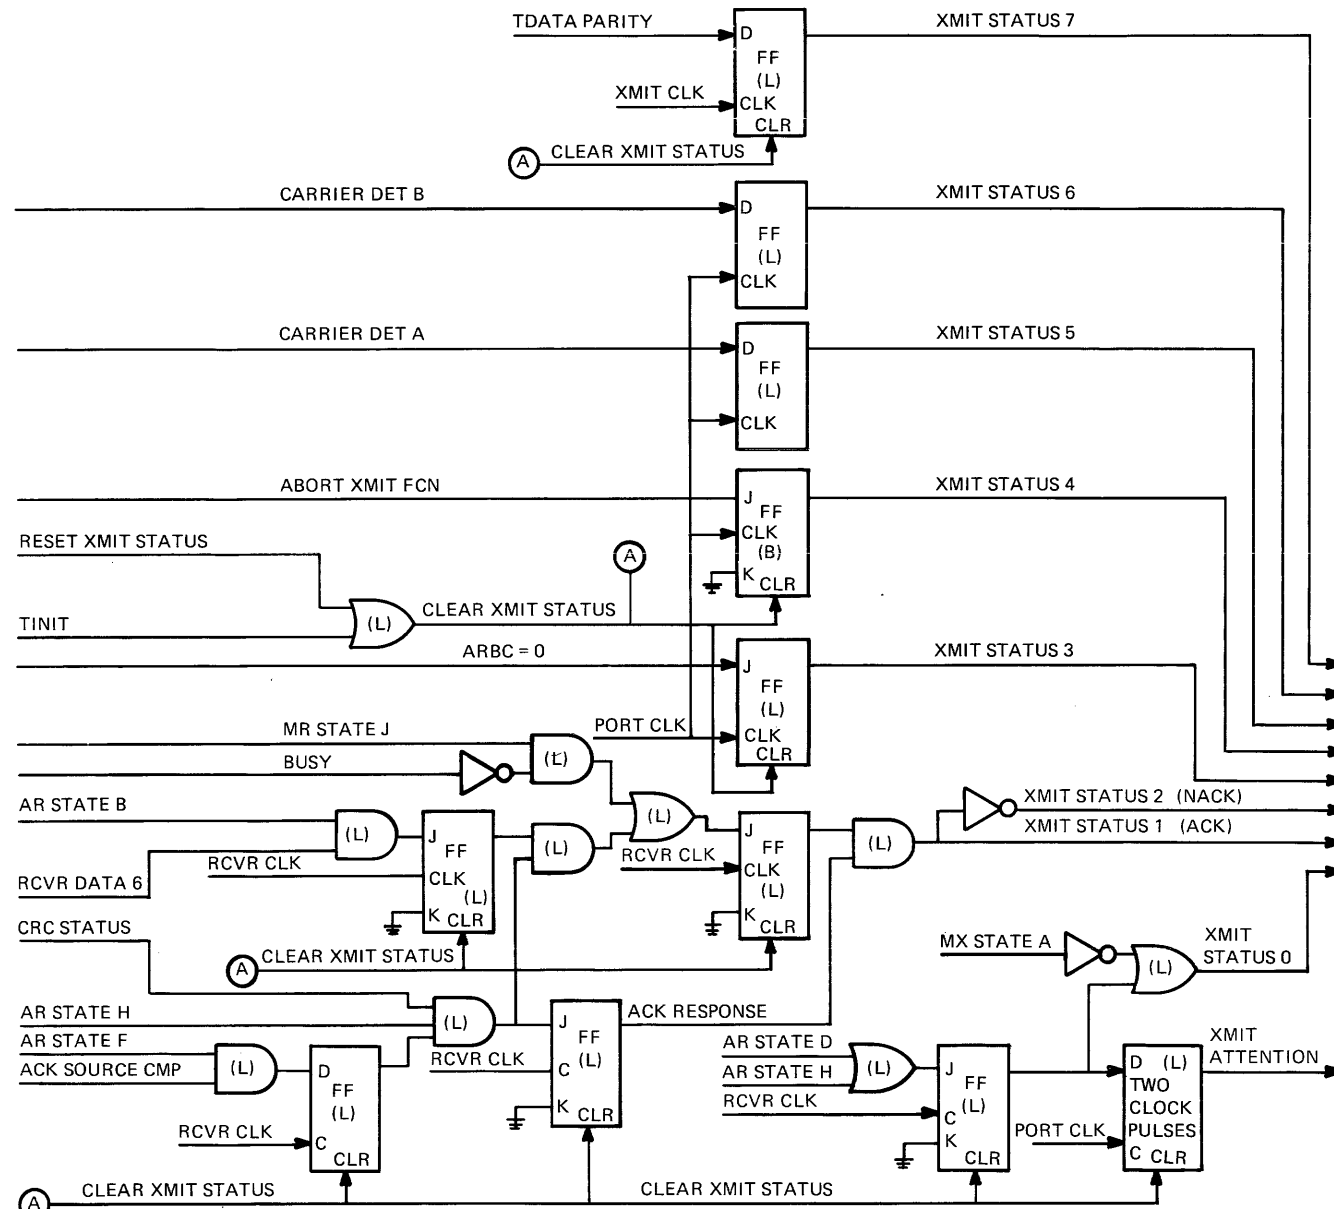 TDATA PARITY
XMIT STATUS 7
D
FF
(L)
XMIT CLK
CLK
CLR
A
CLEAR XMIT STATUS
CARRIER DET B
XMIT STATUS 6
D
FF
(L)
CLK
CARRIER DET A
XMIT STATUS 5
D
FF
(L)
CLK
ABORT XMIT FCN
XMIT STATUS 4
J
FF
CLK
(B)
K
CLR
RESET XMIT STATUS
A
TINIT
(L)
CLEAR XMIT STATUS
ARBC = 0
XMIT STATUS 3
J
FF
(L)
PORT CLK
CLK
CLR
MR STATE J
BUSY
(L)
AR STATE B
(L)
RCVR DATA 6
RCVR CLK
J
FF
CLK
(L)
K
CLR
(L)
(L)
RCVR CLK
J
FF
CLK
(L)
K
CLR
(L)
XMIT STATUS 2 (NACK)
XMIT STATUS 1 (ACK)
CRC STATUS
A
CLEAR XMIT STATUS
MX STATE A
(L)
XMIT
STATUS 0
AR STATE H
(L)
AR STATE F
ACK SOURCE CMP
(L)
D
FF
(L)
RCVR CLK
C
CLR
RCVR CLK
J
FF
(L)
C
K
CLR
ACK RESPONSE
AR STATE D
AR STATE H
(L)
RCVR CLK
J
FF
(L)
C
K
CLR
PORT CLK
D (L)
TWO
CLOCK
PULSES
C CLR
XMIT
ATTENTION
A
CLEAR XMIT STATUS
CLEAR XMIT STATUS